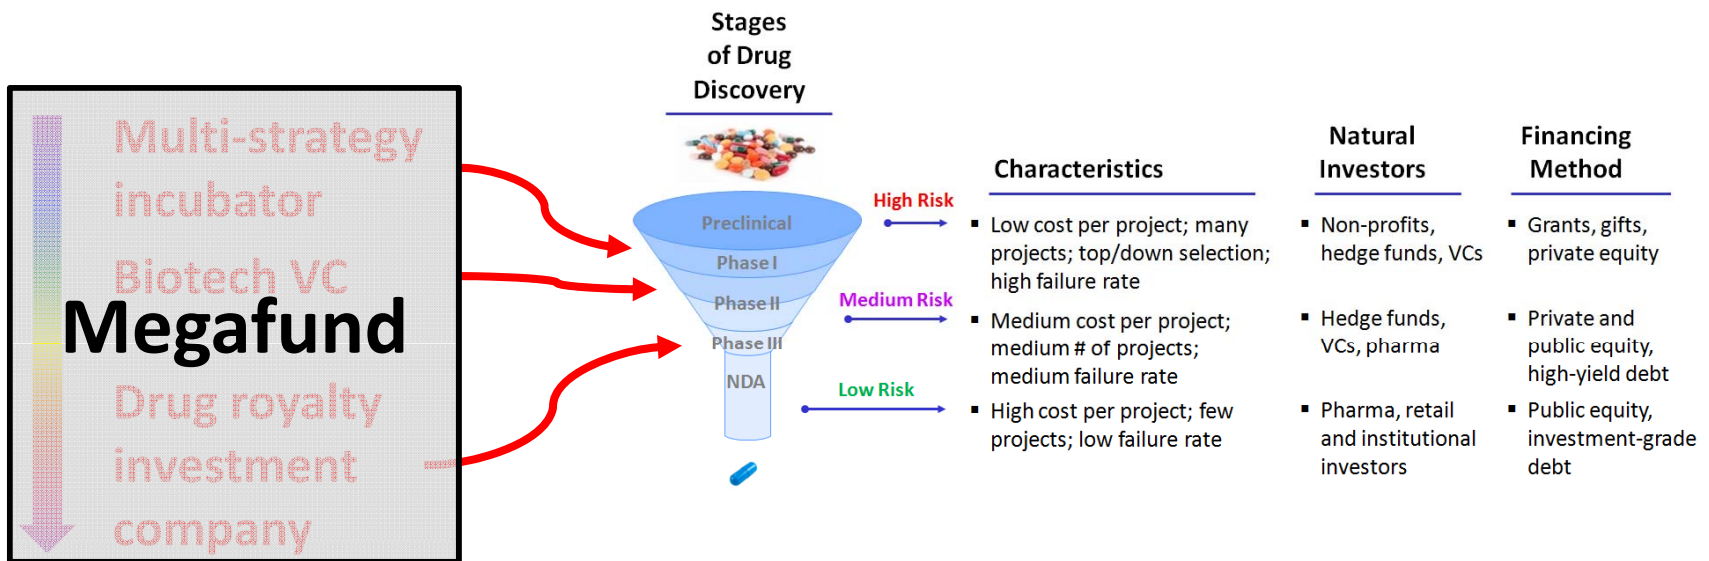 Multi-strategy
incubator
Biotech VC
Megafund
Drug royalty
investment
company
Stages
of Drug
Discovery
Preclinical
Phase I
Phase II
Phase III
NDA
High Risk
Medium Risk
Low Risk
Characteristics
▪ Low cost per project; many
projects; top/down selection;
high failure rate
▪ Medium cost per project;
medium # of projects;
medium failure rate
▪ High cost per project; few
projects; low failure rate
Natural
Investors
▪ Non-profits,
hedge funds, VCs
▪ Hedge funds,
VCs, pharma
▪ Pharma, retail
and institutional
investors
Financing
Method
▪ Grants, gifts,
private equity
▪ Private and
public equity,
high-yield debt
▪ Public equity,
investment-grade
debt